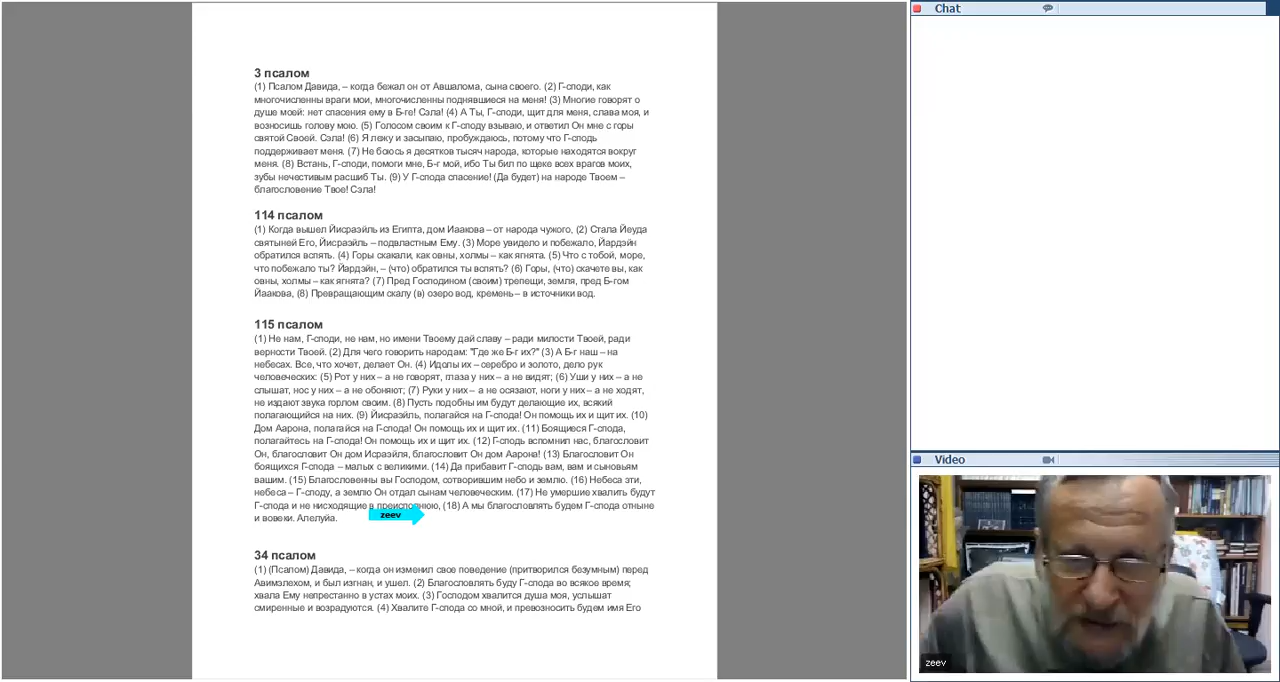 3 псалом
(1) Псалом Давида, – когда бежал он от Авшалома, сына своего. (2) Г-споди, как
многочисленны враги мои, многочисленны поднявшиеся на меня! (3) Многие говорят о
душе моей: нет спасения ему в Б-ге! Сэла! (4) А Ты, Г-споди, щит для меня, слава моя, и
возносишь голову мою. (5) Голосом своим к Г-споду взываю, и ответил Он мне с горы
святой Своей. Сэла! (6) Я лежу и засыпаю, пробуждаюсь, потому что Г-сподь
поддерживает меня. (7) Не боюсь я десятков тысяч народа, которые находятся вокруг
меня. (8) Встань, Г-споди, помоги мне, Б-г мой, ибо Ты бил по щеке всех врагов моих,
зубы нечестивым расшиб Ты. (9) У Г-спода спасение! (Да будет) на народе Твоем –
благословение Твое! Сэла!
114 псалом
(1) Когда вышел Йисраэйль из Египта, дом Иаакова – от народа чужого, (2) Стала Йеуда
святыней Его, Йисраэйль – подвластным Ему. (3) Море увидело и побежало, Йардэйн
обратился вспять. (4) Горы скакали, как овны, холмы – как ягнята. (5) Что с тобой, море,
что побежало ты? Йардэйн, – (что) обратился ты вспять? (6) Горы, (что) скачете вы, как
овны, холмы – как ягнята? (7) Пред Господином (своим) трепещи, земля, пред Б-гом
Йаакова, (8) Превращающим скалу (в) озеро вод, кремень – в источники вод.
115 псалом
(1) Не нам, Г-споди, не нам, но имени Твоему дай славу – ради милости Твоей, ради
верности Твоей. (2) Для чего говорить народам: "Где же Б-г их?" (3) А Б-г наш – на
небесах. Все, что хочет, делает Он. (4) Идолы их – серебро и золото, дело рук
человеческих: (5) Рот у них – а не говорят, глаза у них – а не видят; (6) Уши у них – а не
слышат, нос у них – а не обоняют; (7) Руки у них – а не осязают, ноги у них – а не ходят,
не издают звука горлом своим. (8) Пусть подобны им будут делающие их, всякий
полагающийся на них. (9) Йисраэйль, полагайся на Г-спода! Он помощь их и щит их. (10)
Дом Аарона, полагайся на Г-спода! Он помощь их и щит их. (11) Боящиеся Г-спода,
полагайтесь на Г-спода! Он помощь их и щит их. (12) Г-сподь вспомнил нас, благословит
Он, благословит Он дом Исраэйля, благословит Он дом Аарона! (13) Благословит Он
боящихся Г-спода – малых с великими. (14) Да прибавит Г-сподь вам, вам и сыновьям
вашим. (15) Благословенны вы Господом, сотворившим небо и землю. (16) Небеса эти,
небеса – Г-споду, а землю Он отдал сынам человеческим. (17) Не умершие хвалить будут
Г-спода и не нисходящие в преисподнюю, (18) А мы благословлять будем Г-спода отныне
zeev
и вовеки. Алелуйа.
34 псалом
(1) (Псалом) Давида, – когда он изменил свое поведение (притворился безумным) перед
Авимэлехом, и был изгнан, и ушел. (2) Благословлять буду Г-спода во всякое время;
хвала Ему непрестанно в устах моих. (3) Господом хвалится душа моя, услышат
смиренные и возрадуются. (4) Хвалите Г-спода со мной, и превозносить будем имя Его
Chat
Video
zeev